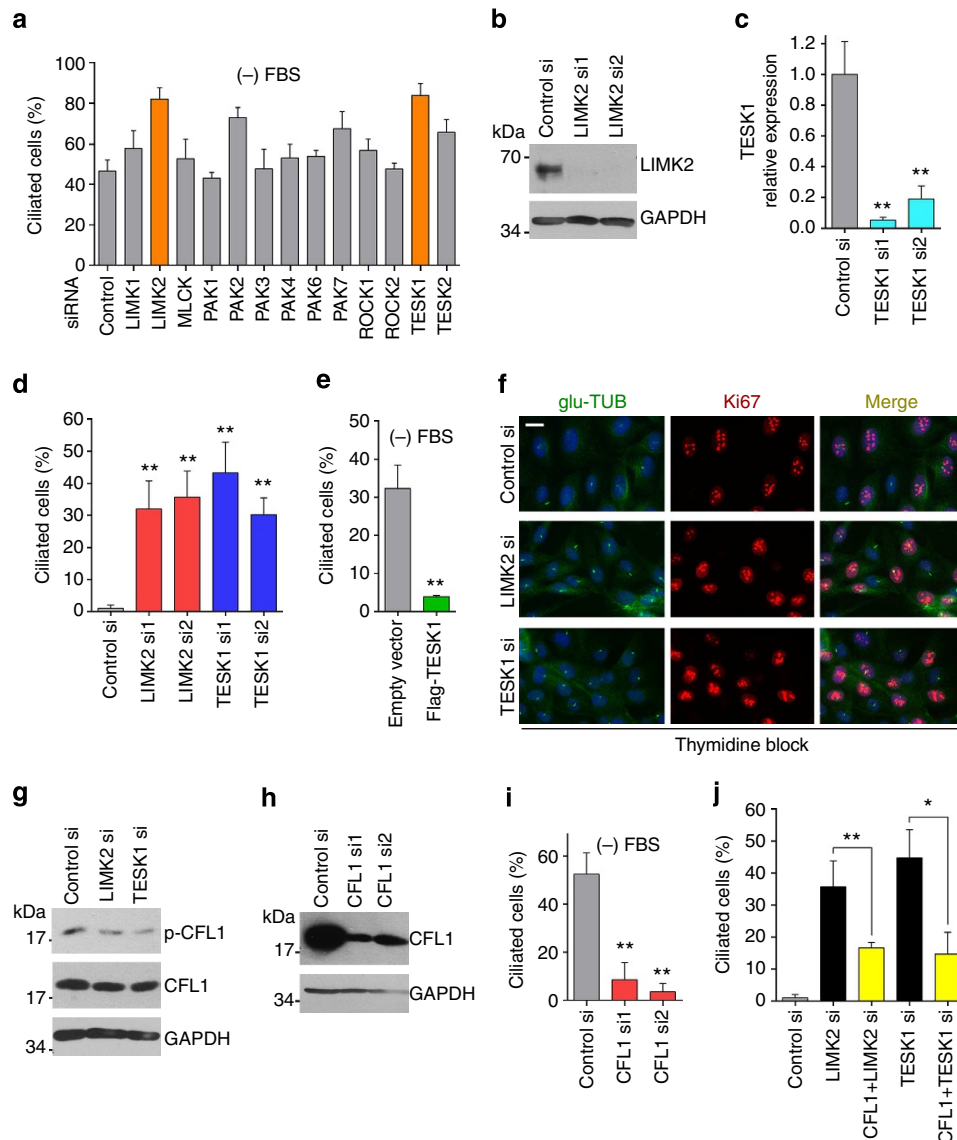 a
Ciliated cells (%)
100
80
60
40
20
0
(–) FBS
siRNA
Control
LIMK1
LIMK2
MLCK
PAK1
PAK2
PAK3
PAK4
PAK6
PAK7
ROCK1
ROCK2
TESK1
TESK2
b
Control si
LIMK2 si1
LIMK2 si2
kDa
70
34
LIMK2
GAPDH
c
TESK1
relative expression
1.2
1.0
0.8
0.6
0.4
0.2
0.0
**
**
Control si
TESK1 si1
TESK1 si2
d
Ciliated cells (%)
60
50
40
30
20
10
0
**
**
**
**
Control si
LIMK2 si1
LIMK2 si2
TESK1 si1
TESK1 si2
e
Ciliated cells (%)
50
40
30
20
10
0
(–) FBS
**
Empty vector
Flag-TESK1
f
glu-TUB
Ki67
Merge
Control si
LIMK2 si
TESK1 si
Thymidine block
g
Control si
LIMK2 si
TESK1 si
kDa
17
p-CFL1
17
CFL1
34
GAPDH
h
Control si
CFL1 si1
CFL1 si2
kDa
17
CFL1
34
GAPDH
i
Ciliated cells (%)
60
40
20
0
(–) FBS
**
**
Control si
CFL1 si1
CFL1 si2
j
Ciliated cells (%)
60
50
40
30
20
10
0
**
*
Control si
LIMK2 si
CFL1+LIMK2 si
TESK1 si
CFL1+TESK1 si